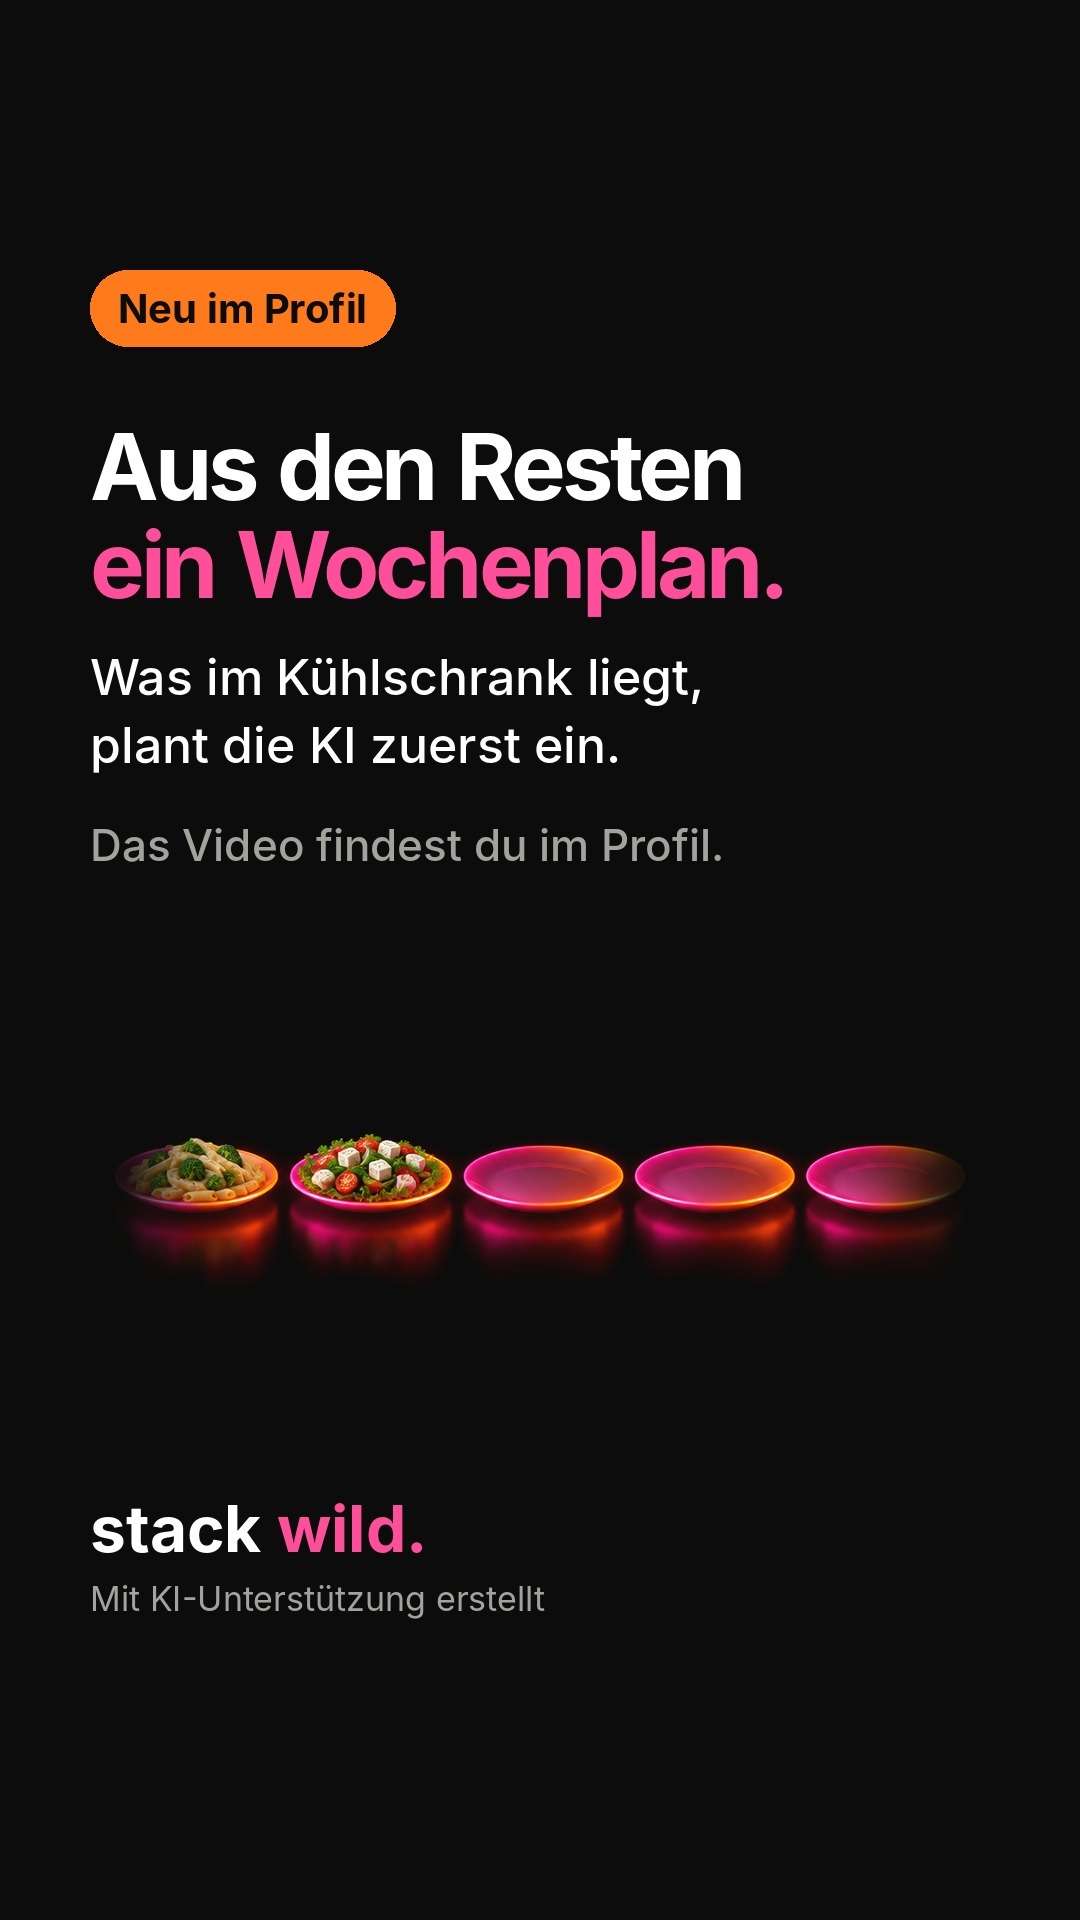 Neu im Profil
Aus den Resten
ein Wochenplan.
Was im Kühlschrank liegt,
plant die KI zuerst ein.
Das Video findest du im Profil.
stack wild.
Mit KI-Unterstützung erstellt